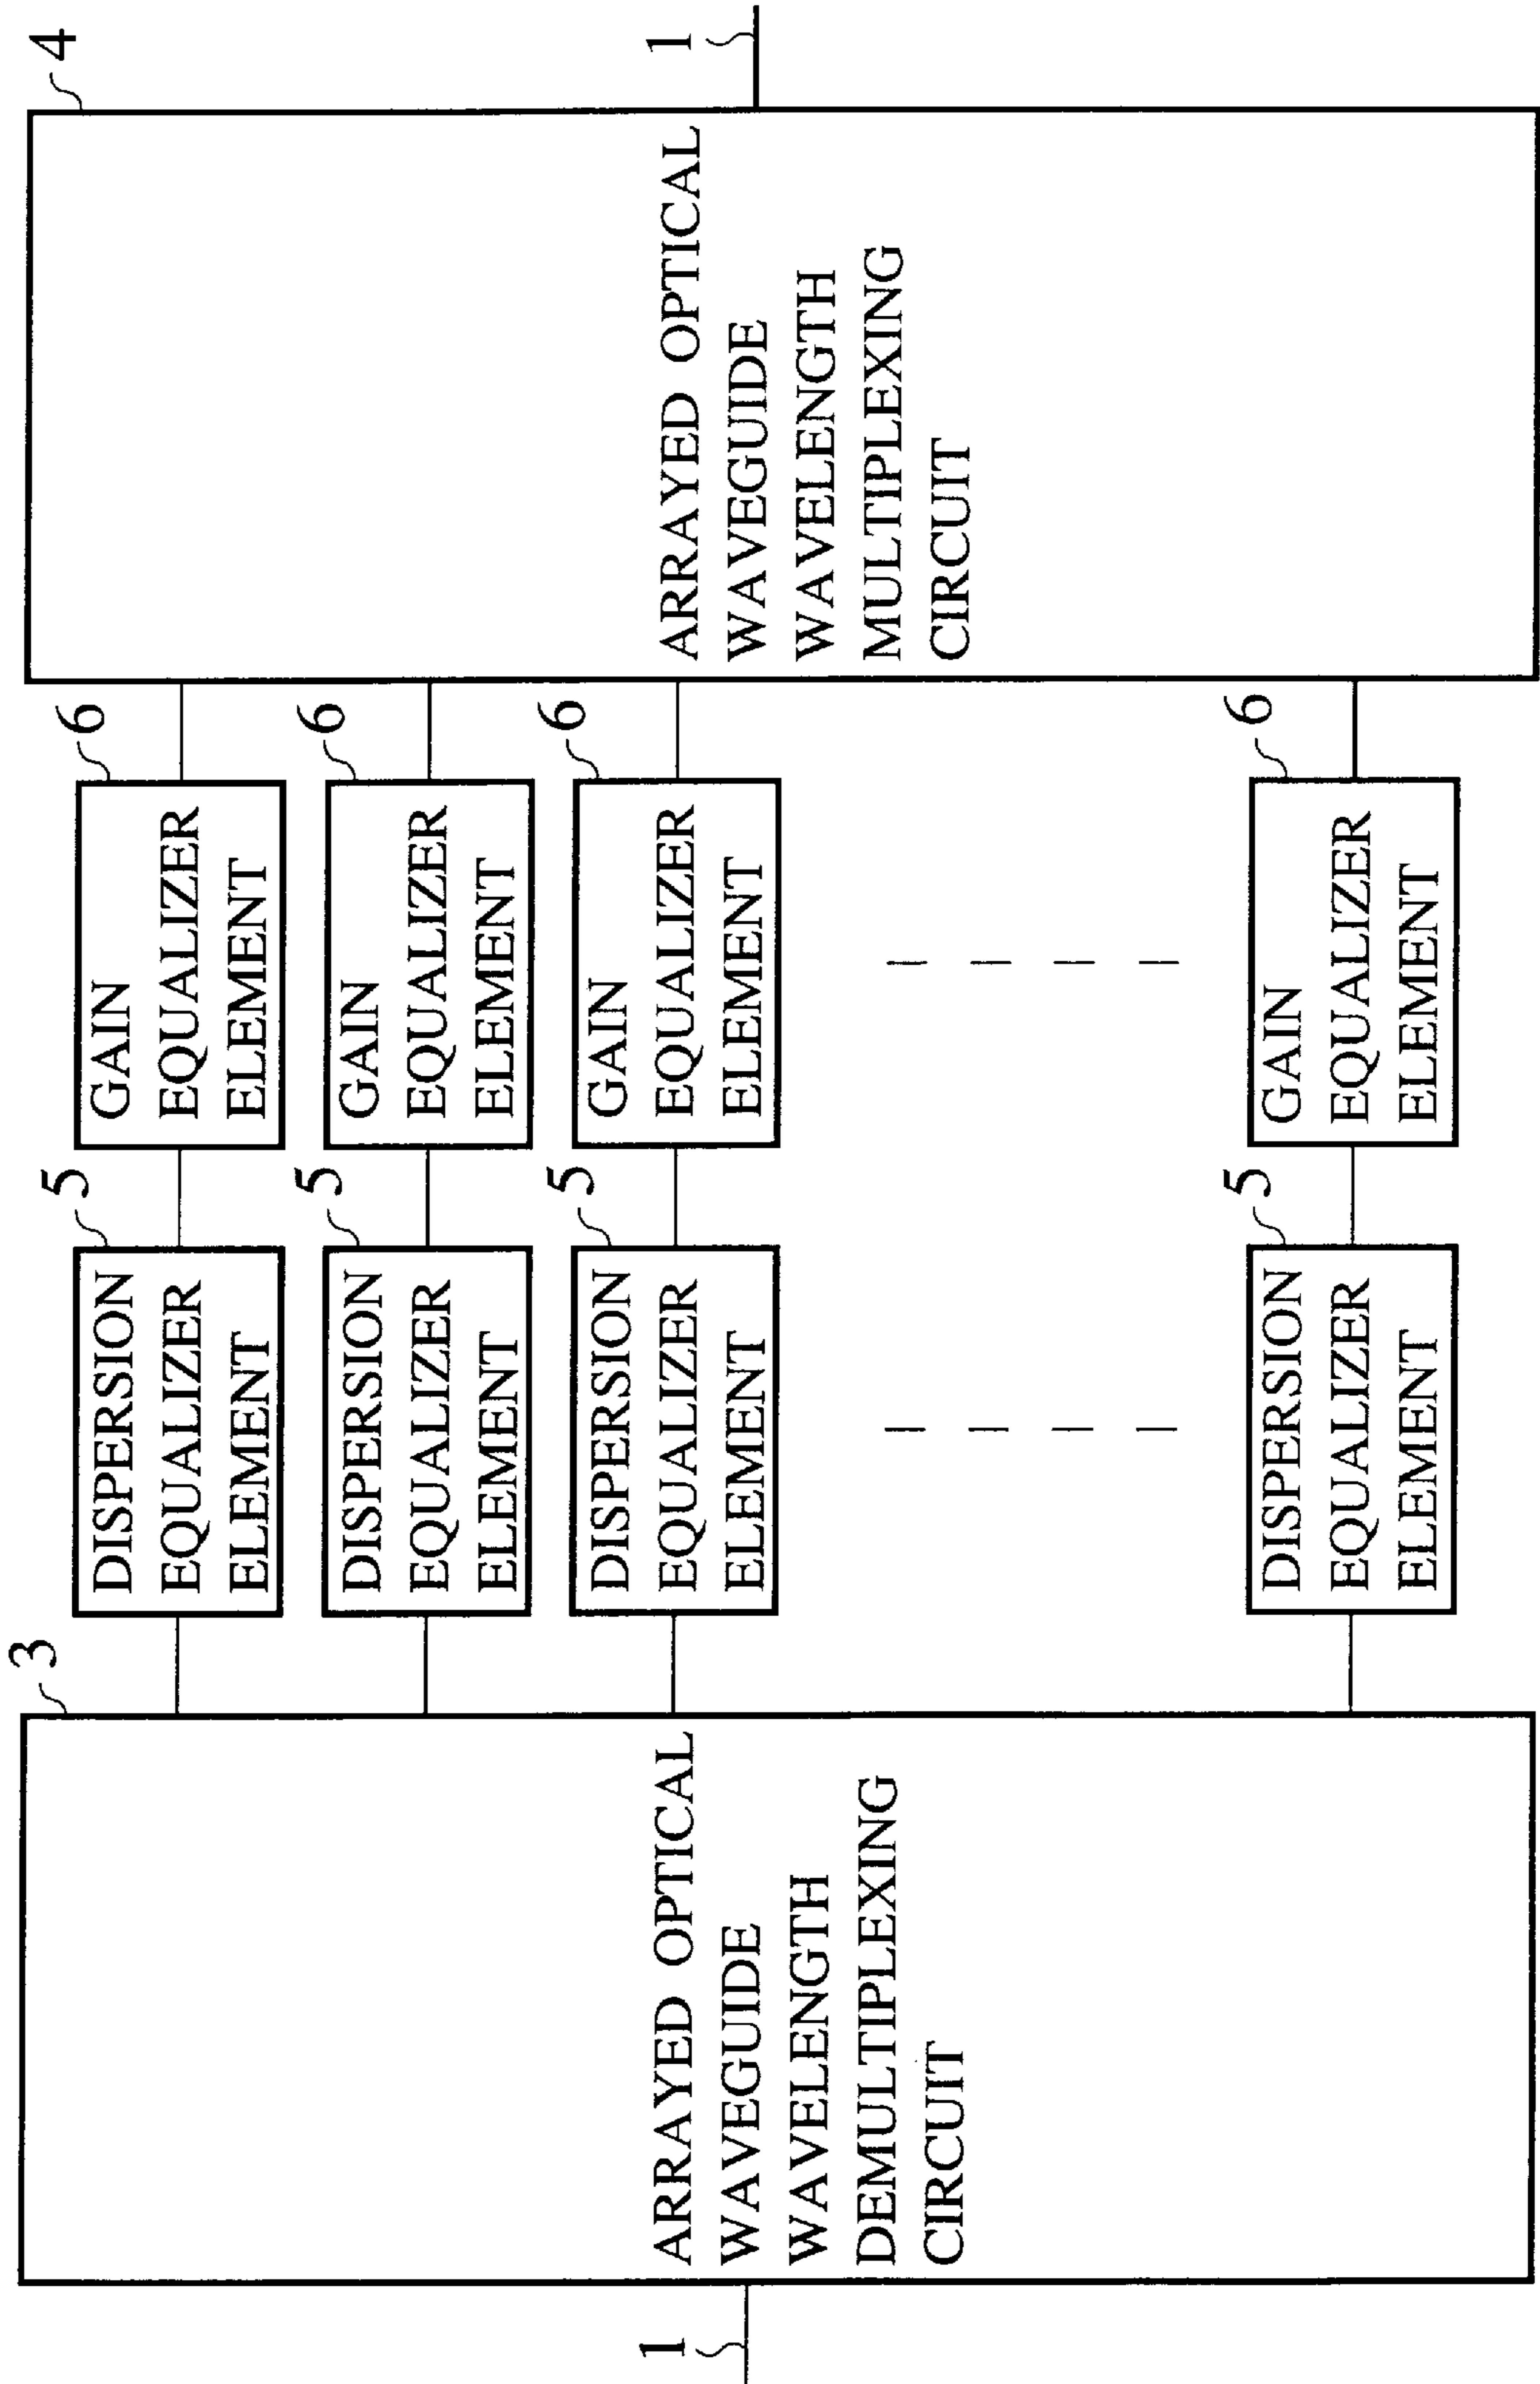 1
ARRAYED OPTICAL
WAVEGUIDE
WAVELENGTH
DEMULTIPLEXING
CIRCUIT
3
DISPERSION
EQUALIZER
ELEMENT
5
GAIN
EQUALIZER
ELEMENT
6
DISPERSION
EQUALIZER
ELEMENT
5
GAIN
EQUALIZER
ELEMENT
6
DISPERSION
EQUALIZER
ELEMENT
5
GAIN
EQUALIZER
ELEMENT
6
DISPERSION
EQUALIZER
ELEMENT
5
GAIN
EQUALIZER
ELEMENT
6
ARRAYED OPTICAL
WAVEGUIDE
WAVELENGTH
MULTIPLEXING
CIRCUIT
4
1